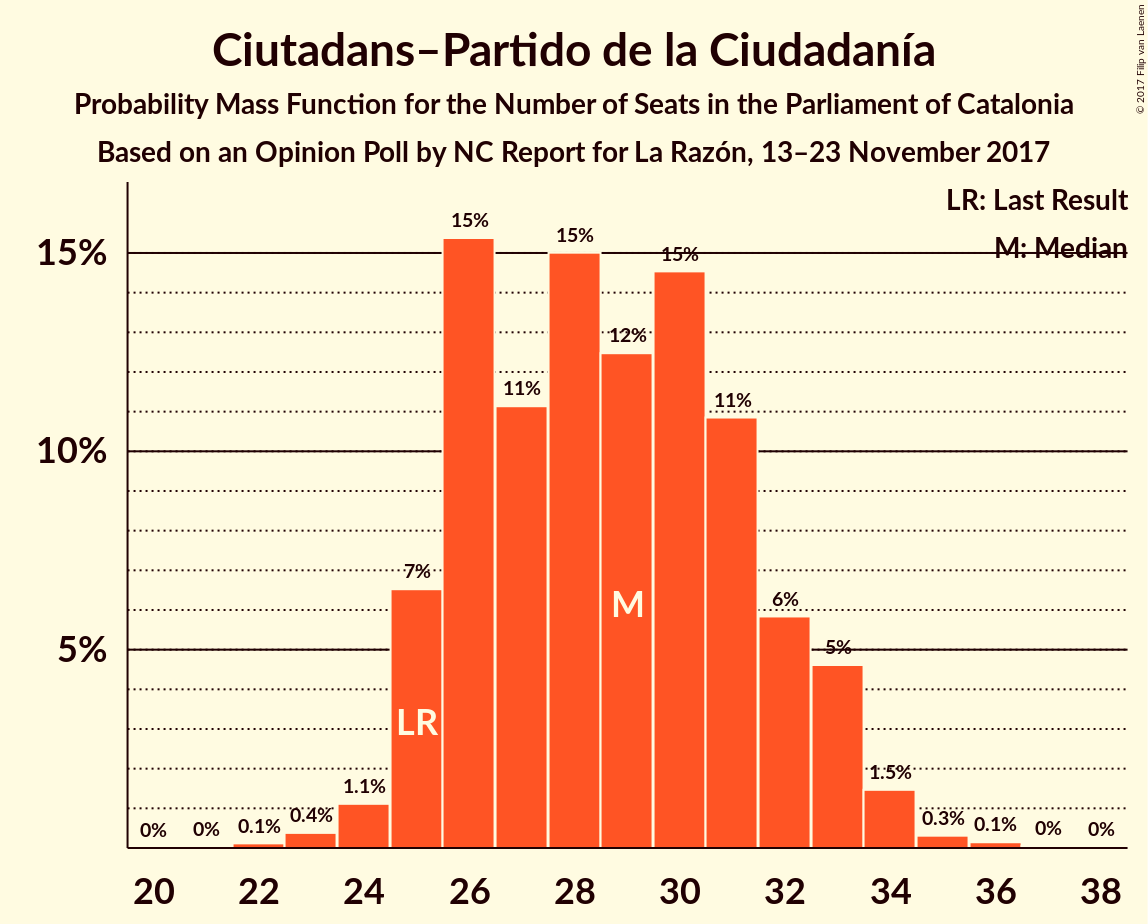 Ciutadans–Partido de la Ciudadanía
Probability Mass Function for the Number of Seats in the Parliament of Catalonia
Based on an Opinion Poll by NC Report for La Razón, 13–23 November 2017
© 2017 Filip van Laenen
LR: Last Result
M: Median
15%
10%
5%
0%
0%
0.1%
0.4%
1.1%
7%
15%
11%
15%
12%
15%
11%
6%
5%
1.5%
0.3%
0.1%
0%
0%
LR
M
20 22 24 26 28 30 32 34 36 38